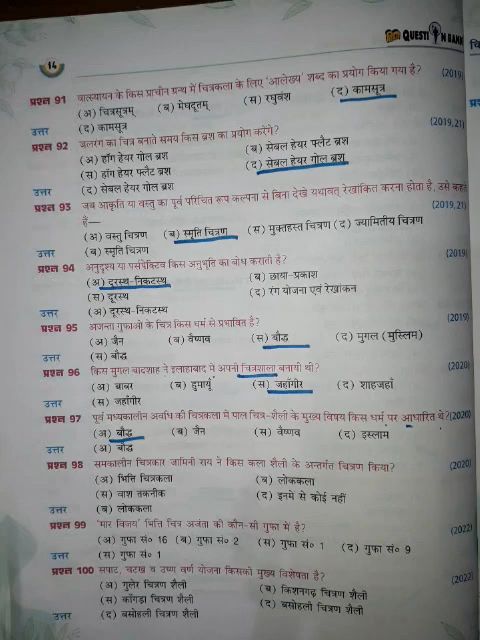 14
QUESTION BANK
प्रश्न 91 वात्स्यायन के किस प्राचीन ग्रन्थ में चित्रकला के लिए 'आलेख्य' शब्द का प्रयोग किया गया है? (2019)
(अ) चित्रसूत्रम् (ब) मेघदूतम् (स) रघुवंश (द) कामसूत्र
उत्तर (द) कामसूत्र
प्रश्न 92 जलरंग का चित्र बनाते समय किस ब्रश का प्रयोग करेंगे? (2019, 21)
(अ) हॉग हेयर गोल ब्रश (ब) सेबल हेयर फ्लैट ब्रश
(स) हॉग हेयर फ्लैट ब्रश (द) सेबल हेयर गोल ब्रश
उत्तर (द) सेबल हेयर गोल ब्रश
प्रश्न 93 जब आकृति या वस्तु का पूर्व परिचित रूप कल्पना से बिना देखे यथावत् रेखांकित करना होता है, उसे कहते
हैं— (2019, 21)
(अ) वस्तु चित्रण (ब) स्मृति चित्रण (स) मुक्तहस्त चित्रण (द) ज्यामितीय चित्रण
उत्तर (ब) स्मृति चित्रण
प्रश्न 94 अनुदृश्य या पर्सपेक्टिव किस अनुभूति का बोध कराती है? (2019)
(अ) दूरस्थ-निकटस्थ (ब) छाया-प्रकाश
(स) दूरस्थ (द) रंग योजना एवं रेखांकन
उत्तर (अ) दूरस्थ-निकटस्थ
प्रश्न 95 अजन्ता गुफाओं के चित्र किस धर्म से प्रभावित हैं? (2019)
(अ) जैन (ब) वैष्णव (स) बौद्ध (द) मुगल (मुस्लिम)
उत्तर (स) बौद्ध
प्रश्न 96 किस मुगल बादशाह ने इलाहाबाद में अपनी चित्रशाला बनायी थी? (2020)
(अ) बाबर (ब) हुमायूँ (स) जहाँगीर (द) शाहजहाँ
उत्तर (स) जहाँगीर
प्रश्न 97 पूर्व मध्यकालीन अवधि की चित्रकला में पाल चित्र-शैली के मुख्य विषय किस धर्म पर आधारित थे? (2020)
(अ) बौद्ध (ब) जैन (स) वैष्णव (द) इस्लाम
उत्तर (अ) बौद्ध
प्रश्न 98 समकालीन चित्रकार जामिनी राय ने किस कला शैली के अन्तर्गत चित्रण किया? (2020)
(अ) भित्ति चित्रकला (ब) लोककला
(स) वाश तकनीक (द) इनमें से कोई नहीं
उत्तर (ब) लोककला
प्रश्न 99 'मार विजय' भित्ति चित्र अजंता की कौन-सी गुफा में है? (2022)
(अ) गुफा सं० 16 (ब) गुफा सं० 2 (स) गुफा सं० 1 (द) गुफा सं० 9
उत्तर (स) गुफा सं० 1
प्रश्न 100 सपाट, चटख व उष्ण वर्ण योजना किसकी मुख्य विशेषता है? (2022)
(अ) गुलेर चित्रण शैली (ब) किशनगढ़ चित्रण शैली
(स) काँगड़ा चित्रण शैली (द) बसोहली चित्रण शैली
उत्तर (द) बसोहली चित्रण शैली